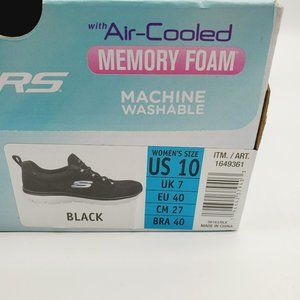 with Air-Cooled
MEMORY FOAM
RS
MACHINE
WASHABLE
ITM. / ART.
1649361
WOMEN'S SIZE
US 10
UK 7
EU 40
CM 27
BRA 40
BLACK
MADE IN CHINA